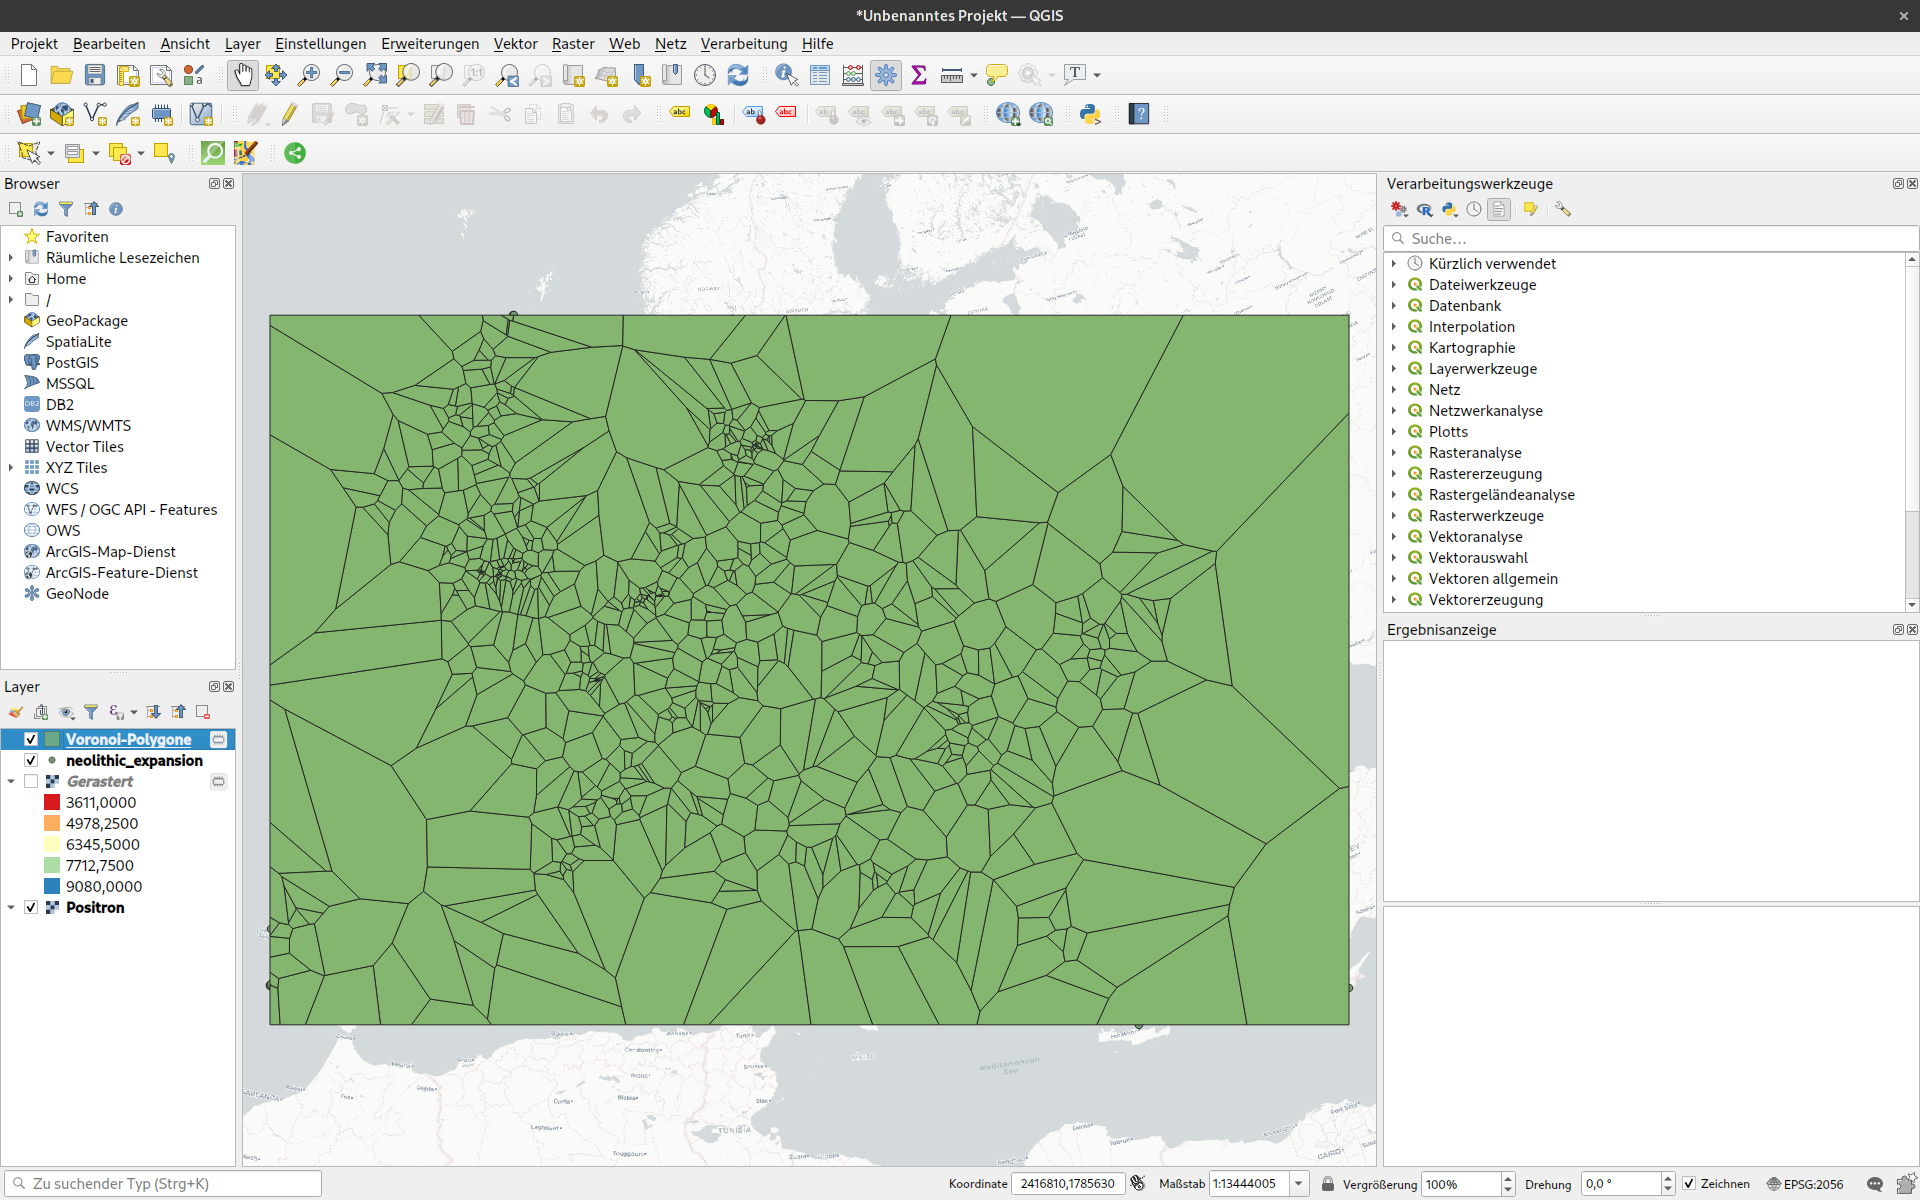 *Unbenanntes Projekt — QGIS
Projekt Bearbeiten Ansicht Layer Einstellungen Erweiterungen Vektor Raster Web Netz Verarbeitung Hilfe
Browser
Favoriten
Räumliche Lesezeichen
Home
/
GeoPackage
SpatiaLite
PostGIS
MSSQL
DB2
WMS/WMTS
Vector Tiles
XYZ Tiles
WCS
WFS / OGC API - Features
OWS
ArcGIS-Map-Dienst
ArcGIS-Feature-Dienst
GeoNode
Layer
Voronoi-Polygone
neolithic_expansion
Gerastert
3611,0000
4978,2500
6345,5000
7712,7500
9080,0000
Positron
TUNISIA
Verarbeitungswerkzeuge
Suche…
Kürzlich verwendet
Dateiwerkzeuge
Datenbank
Interpolation
Kartographie
Layerwerkzeuge
Netz
Netzwerkanalyse
Plotts
Rasteranalyse
Rastererzeugung
Rastergeländeanalyse
Rasterwerkzeuge
Vektoranalyse
Vektorauswahl
Vektoren allgemein
Vektorerzeugung
Ergebnisanzeige
Zu suchender Typ (Strg+K)
Koordinate 2416810,1785630 Maßstab 1:13444005 Vergrößerung 100% Drehung 0,0 ° Zeichnen EPSG:2056